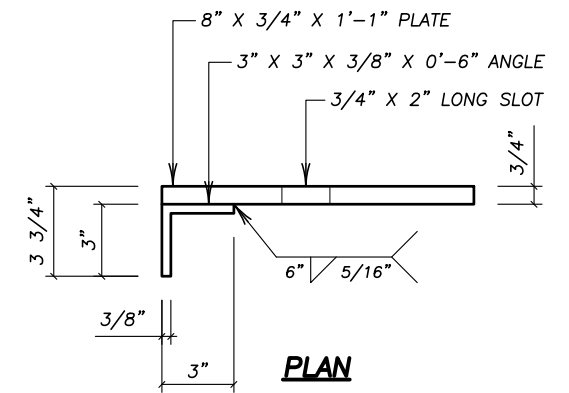 8" X 3/4" X 1'-1" PLATE
3" X 3" X 3/8" X 0'-6" ANGLE
3/4" X 2" LONG SLOT
3/4"
3 3/4"
3"
6" 5/16"
3/8"
3"
PLAN